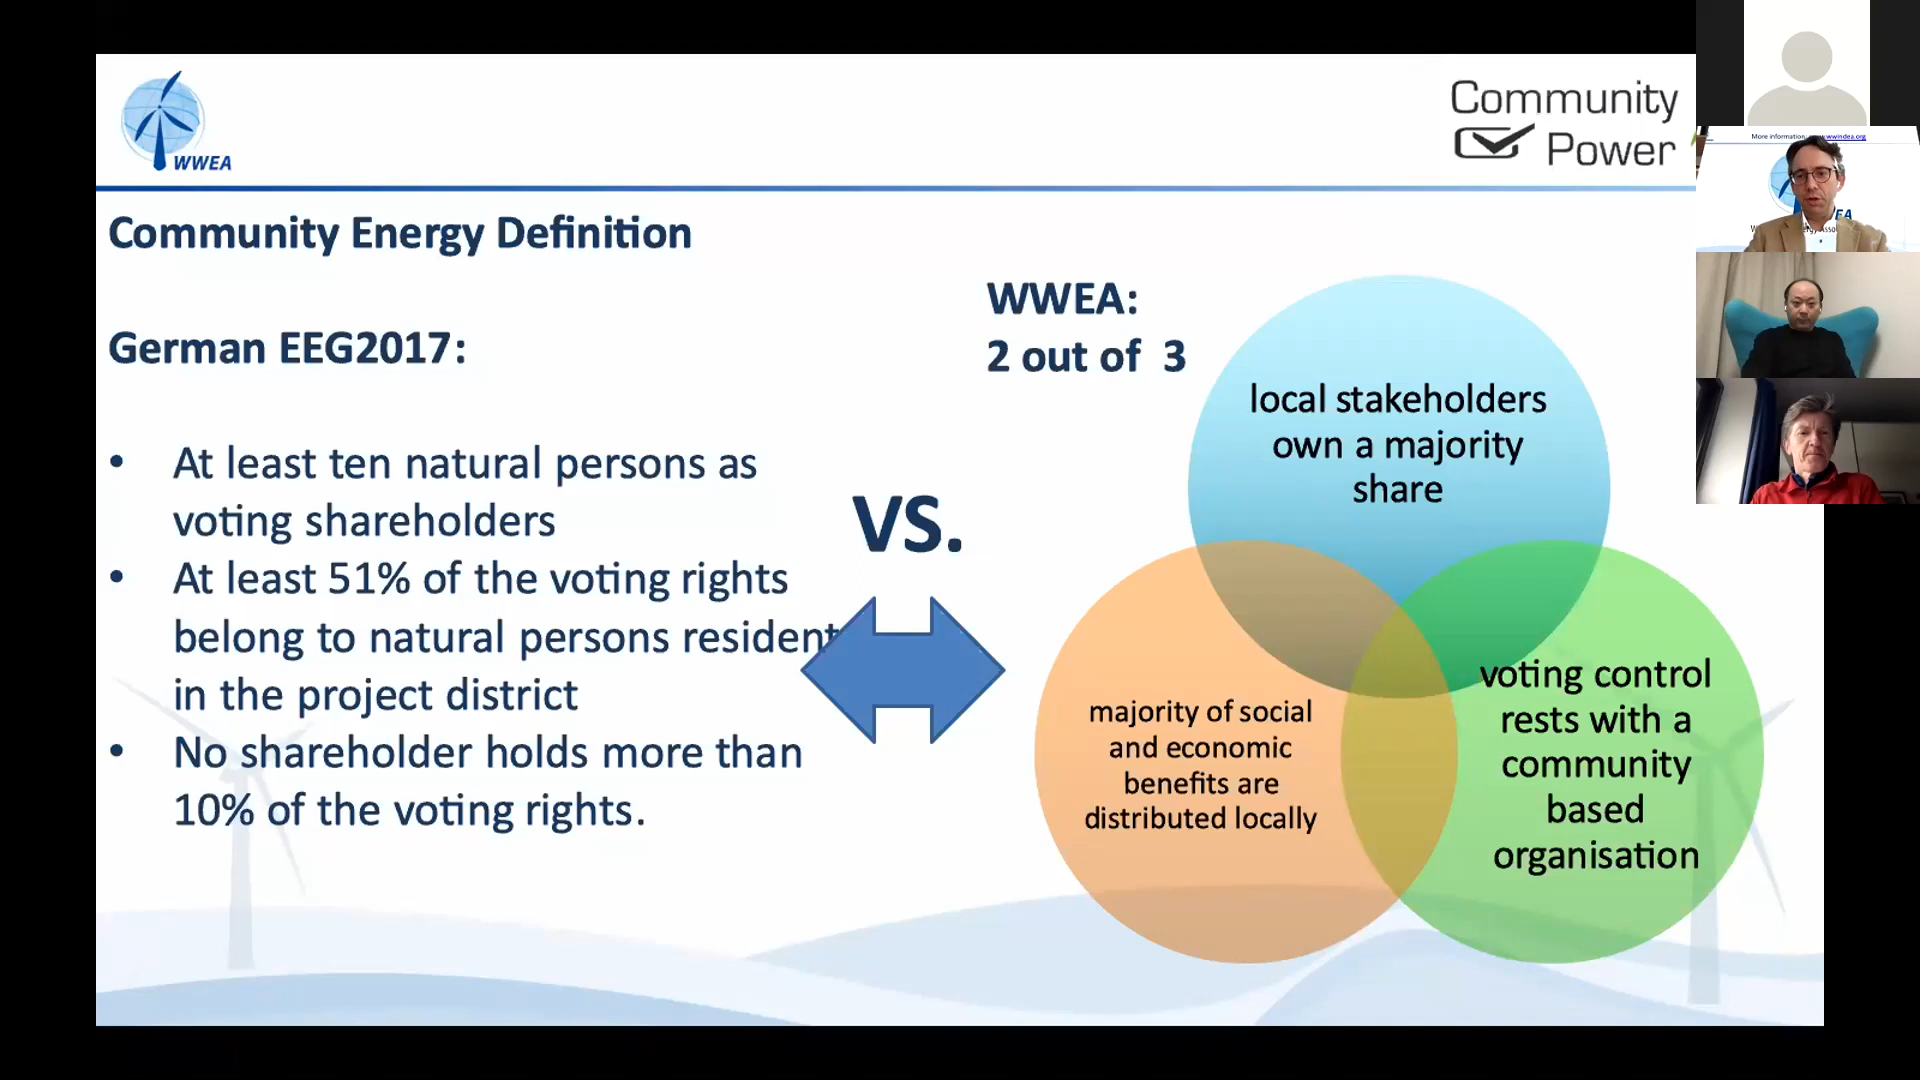 WWEA
Community
Power
Community Energy Definition
German EEG2017:
• At least ten natural persons as
voting shareholders
• At least 51% of the voting rights
belong to natural persons resident
in the project district
• No shareholder holds more than
10% of the voting rights.
VS.
WWEA:
2 out of 3
local stakeholders
own a majority
share
majority of social
and economic
benefits are
distributed locally
voting control
rests with a
community
based
organisation
More information: